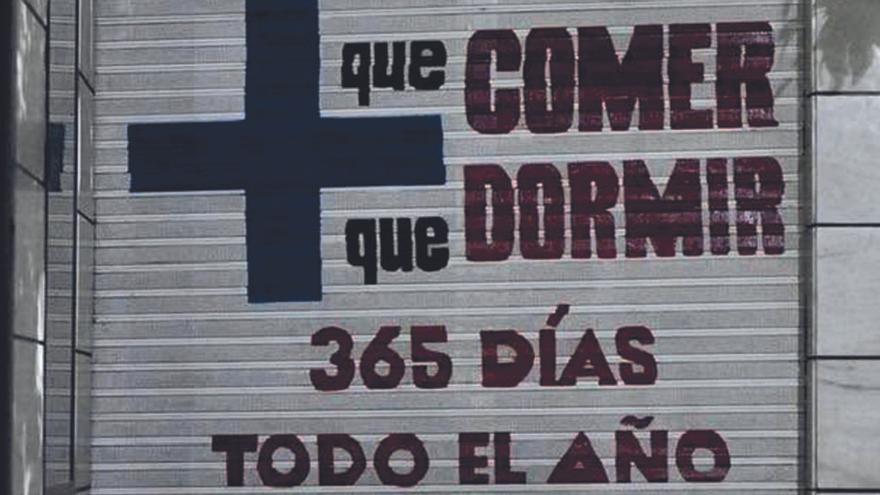 + que COMER
que DORMIR
365 DÍAS
TODO EL AÑO